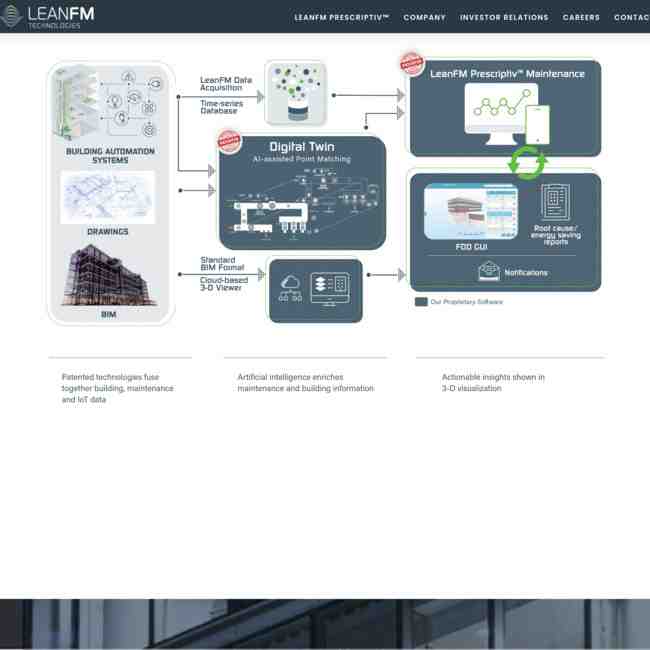 LEANFM
TECHNOLOGIES
LEANFM PRESCRIPTIV™ COMPANY INVESTOR RELATIONS CAREERS CONTAC
LeanFM Data
Acquisition
Time-series
Database
BUILDING AUTOMATION
SYSTEMS
DRAWINGS
BIM
Digital Twin
AI-assisted Point Matching
Standard
BIM Format
Cloud-based
3-D Viewer
LeanFM Prescriptiv™ Maintenance
FDD GUI
Root cause/
energy saving
reports
Notifications
Our Proprietary Software
Patented technologies fuse
together building, maintenance
and IoT data
Artificial intelligence enriches
maintenance and building information
Actionable insights shown in
3-D visualization